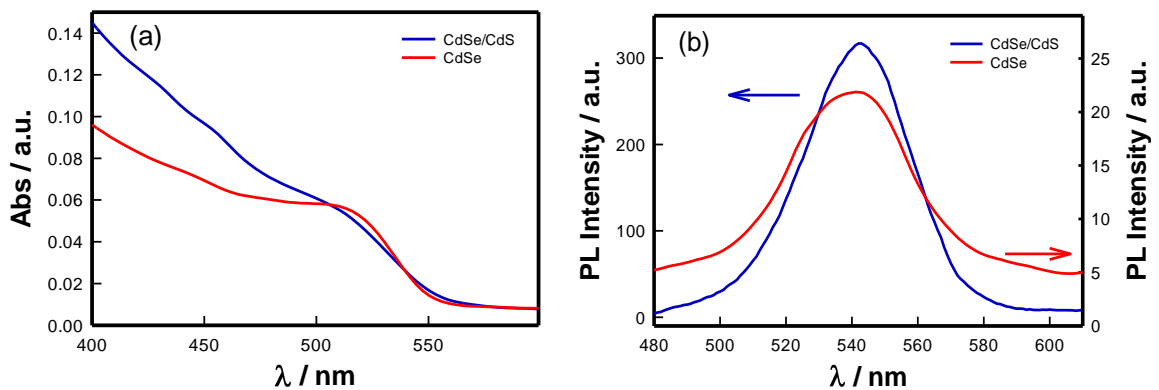 (a)
CdSe/CdS
CdSe
Abs / a.u.
0.14
0.12
0.10
0.08
0.06
0.04
0.02
0.00
400
450
500
550
λ / nm
(b)
CdSe/CdS
CdSe
PL Intensity / a.u.
300
200
100
0
PL Intensity / a.u.
25
20
15
10
5
0
480
500
520
540
560
580
600
λ / nm